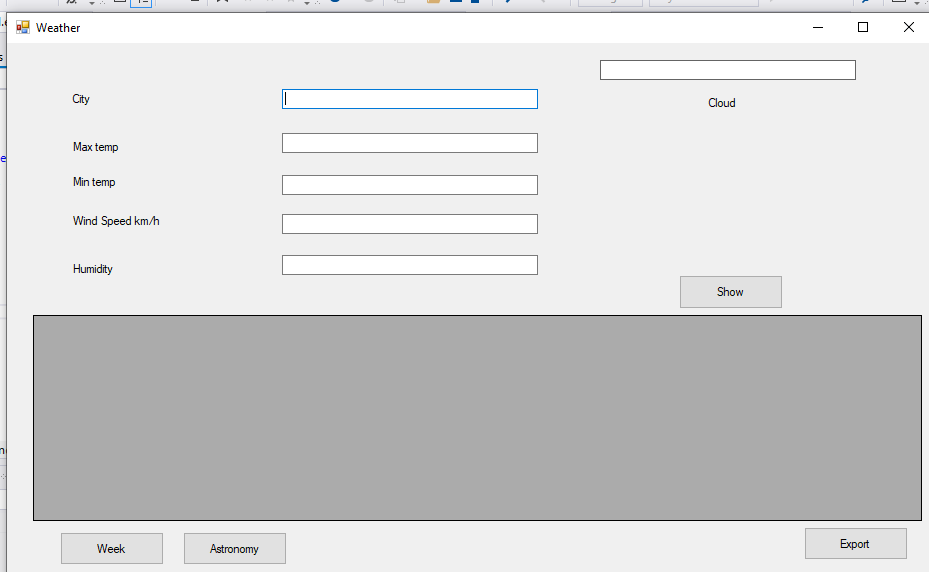 Weather
City
Cloud
Max temp
Min temp
Wind Speed km/h
Humidity
Show
Week
Astronomy
Export